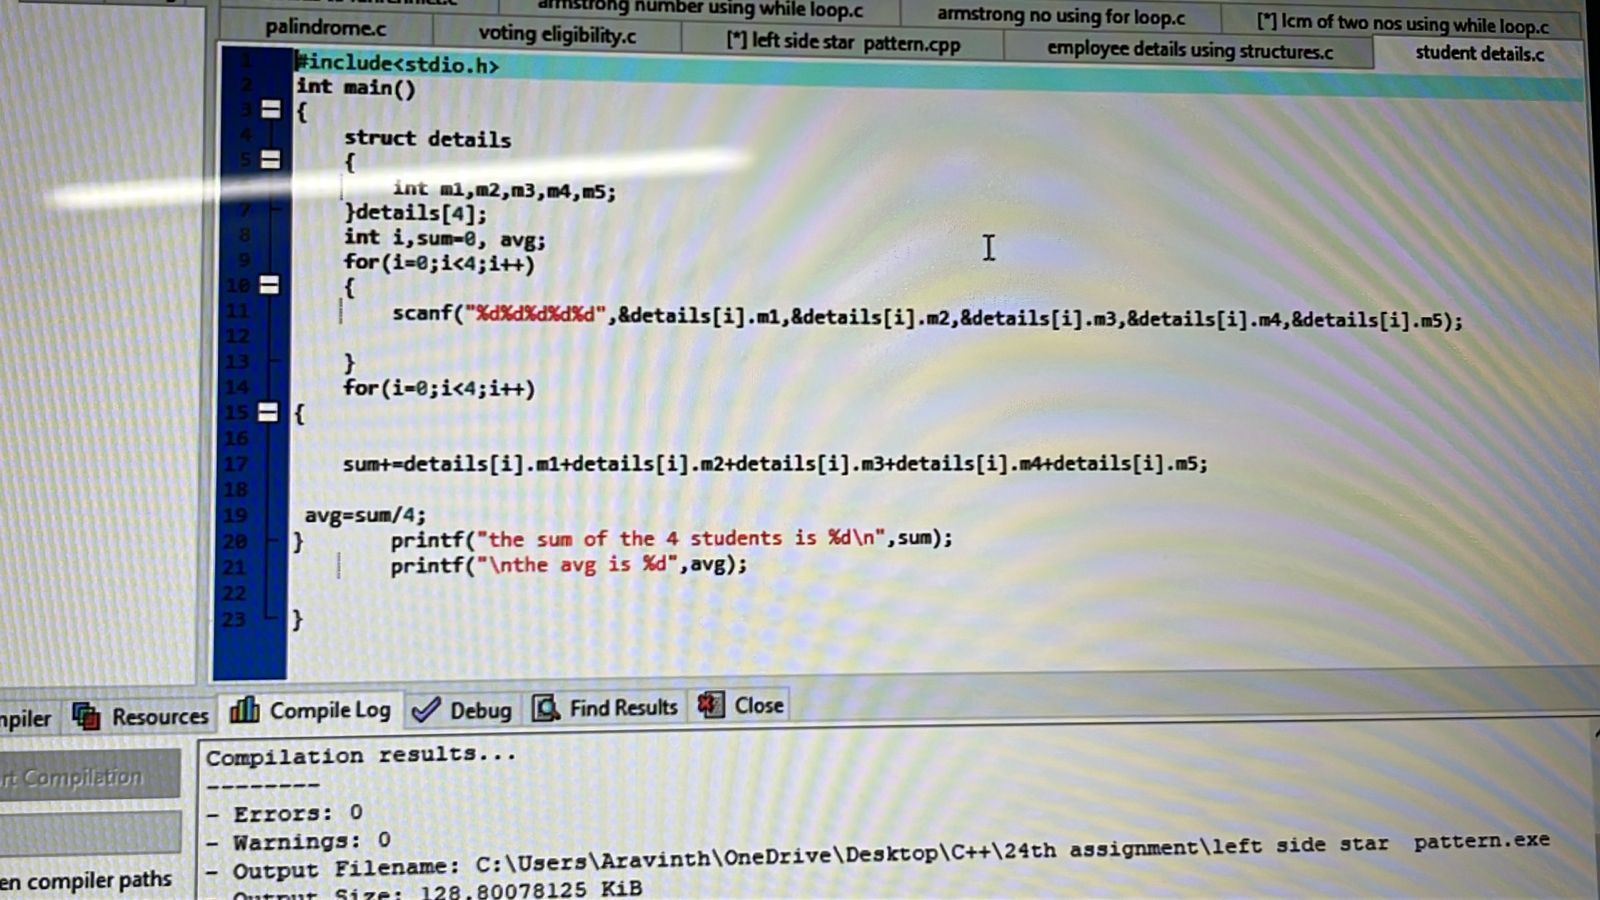 armstrong number using while loop.c
armstrong no using for loop.c
[*] lcm of two nos using while loop.c
palindrome.c
voting eligibility.c
[*] left side star pattern.cpp
employee details using structures.c
student details.c
1 #include<stdio.h>
2 int main()
3 {
4 struct details
5 {
int m1,m2,m3,m4,m5;
7 }details[4];
8 int i,sum=0, avg;
9 for(i=0;i<4;i++)
10 {
11 scanf("%d%d%d%d%d",&details[i].m1,&details[i].m2,&details[i].m3,&details[i].m4,&details[i].m5);
12
13 }
14 for(i=0;i<4;i++)
15 {
16
17 sum+=details[i].m1+details[i].m2+details[i].m3+details[i].m4+details[i].m5;
18
19 avg=sum/4;
20 } printf("the sum of the 4 students is %d\n",sum);
21 printf("\nthe avg is %d",avg);
22
23 }
Resources
Compile Log
Debug
Find Results
Close
Compilation results...
--------
- Errors: 0
- Warnings: 0
- Output Filename: C:\Users\Aravinth\OneDrive\Desktop\C++\24th assignment\left side star pattern.exe
- Output Size: 128.80078125 KiB
Compilation
compiler paths